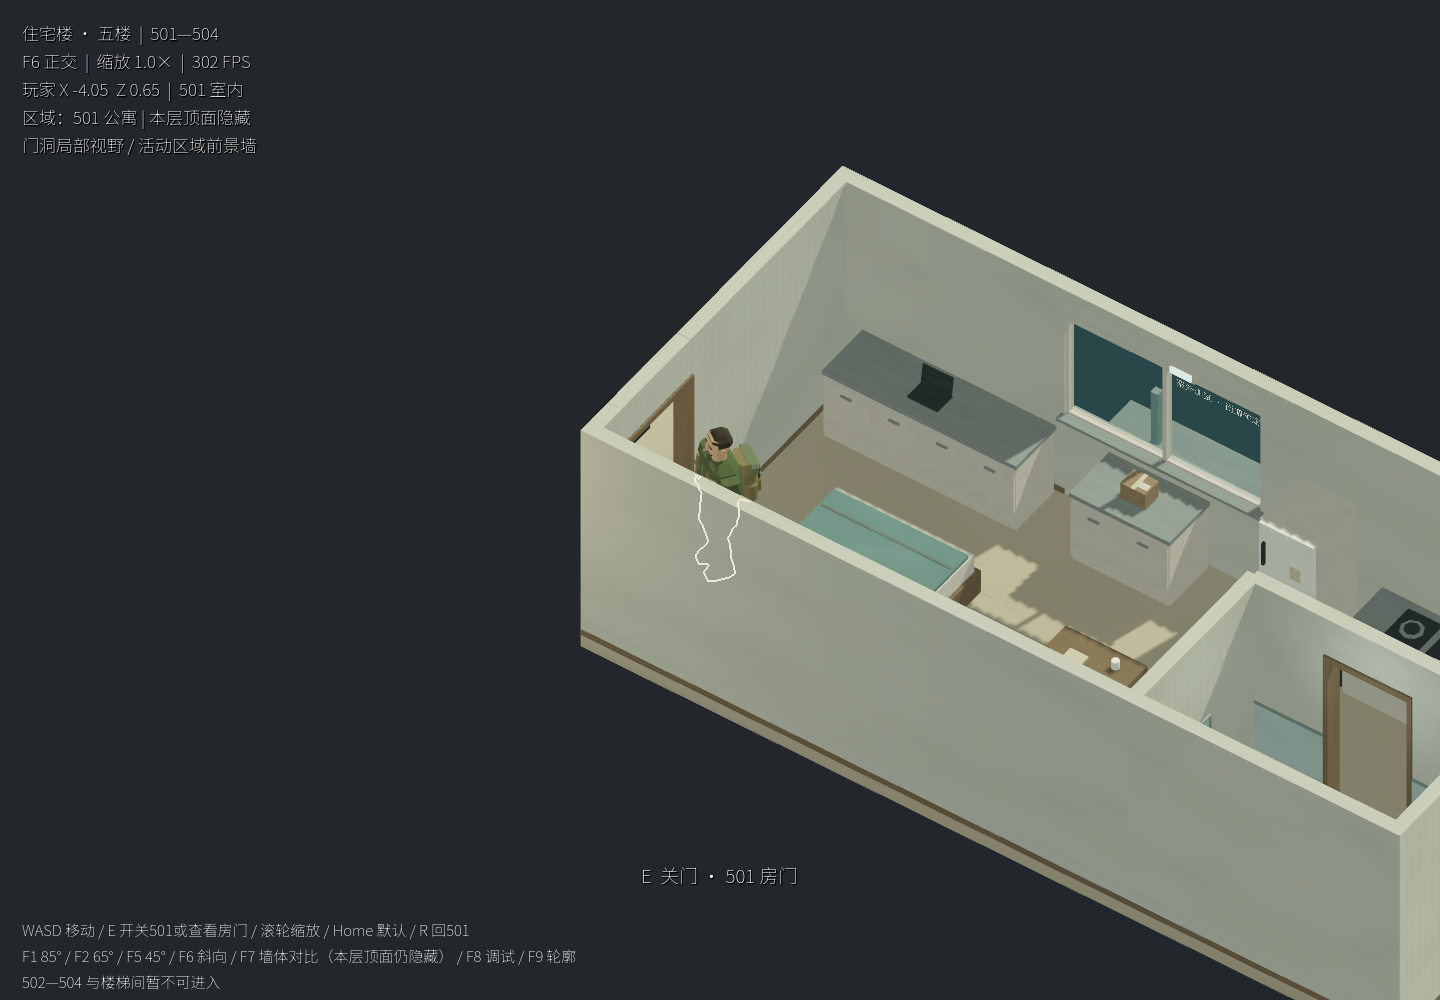 住宅楼 · 五楼 | 501—504
F6 正交 | 缩放 1.0× | 302 FPS
玩家 X -4.05 Z 0.65 | 501 室内
区域：501 公寓 | 本层顶面隐藏
门洞局部视野 / 活动区域前景墙
E 关门 · 501 房门
WASD 移动 / E 开关501或查看房门 / 滚轮缩放 / Home 默认 / R 回501
F1 85° / F2 65° / F5 45° / F6 斜向 / F7 墙体对比（本层顶面仍隐藏） / F8 调试 / F9 轮廓
502—504 与楼梯间暂不可进入